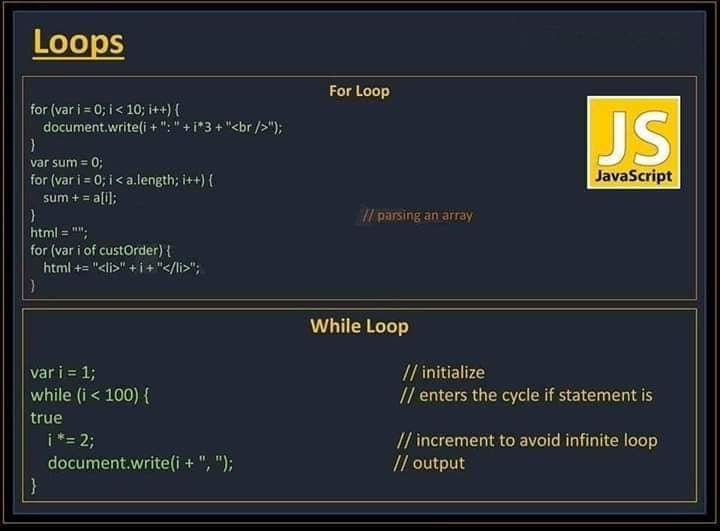 Loops
For Loop
for (var i = 0; i < 10; i++) {
document.write(i + ": " + i*3 + "<br />");
}
var sum = 0;
for (var i = 0; i < a.length; i++) {
sum + = a[i];
} // parsing an array
html = "";
for (var i of custOrder) {
html += "<li>" + i + "</li>";
}
JS
JavaScript
While Loop
var i = 1; // initialize
while (i < 100) { // enters the cycle if statement is
true
i *= 2; // increment to avoid infinite loop
document.write(i + ", "); // output
}